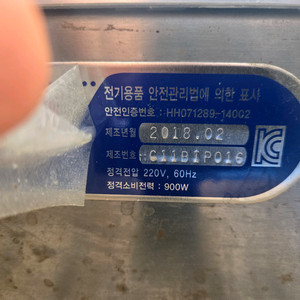 전기용품 안전관리법에 의한 표시
안전인증번호 : HH071289-14002
제조년월 2018.02
제조번호 C11B1P016
정격전압 220V, 60Hz
정격소비전력 : 900W